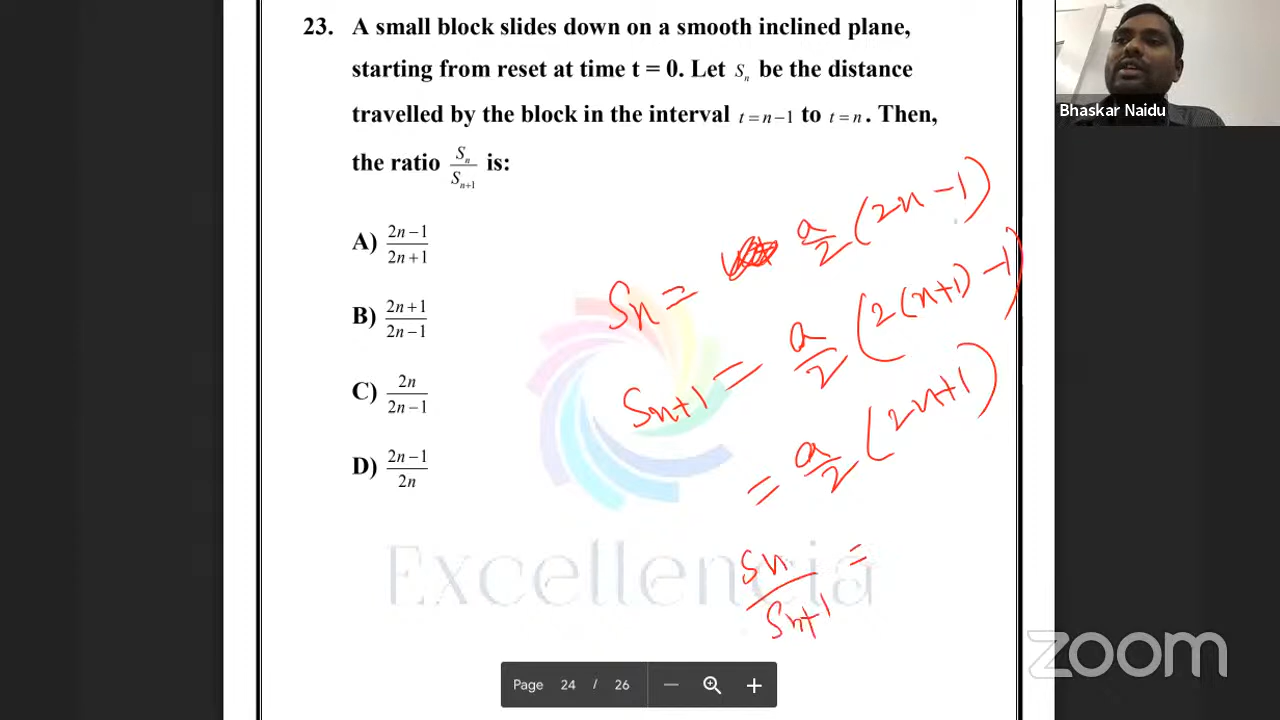 23. A small block slides down on a smooth inclined plane,
starting from reset at time t = 0. Let Sₙ be the distance
travelled by the block in the interval t = n−1 to t = n. Then,
the ratio Sₙ/Sₙ₊₁ is:
A) (2n−1)/(2n+1)
B) (2n+1)/(2n−1)
C) 2n/(2n−1)
D) (2n−1)/2n
Sn = a/2 (2n−1)
Sn+1 = a/2 (2(n+1)−1)
= a/2 (2n+1)
Sn/Sn+1 =
Excellencia
Bhaskar Naidu
zoom
Page 24 / 26